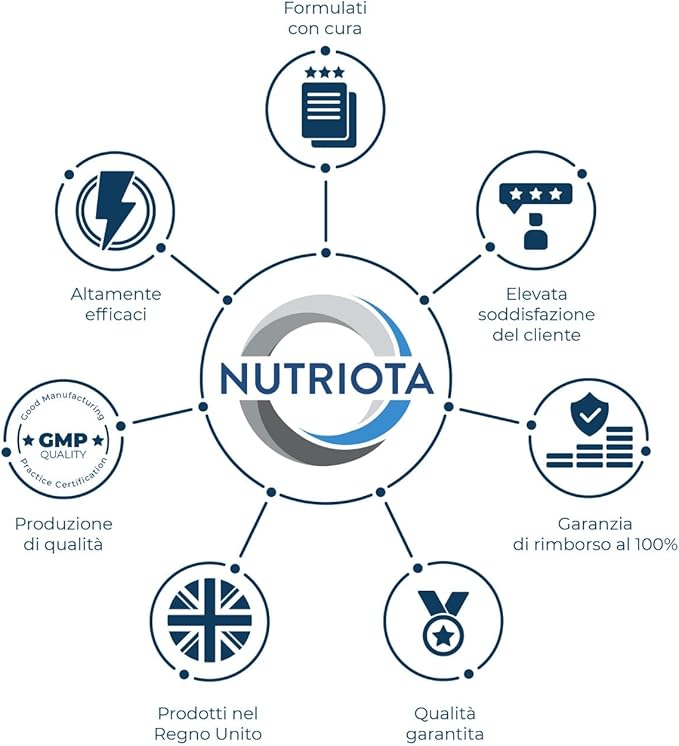 Formulati
con cura
Altamente
efficaci
Elevata
soddisfazione
del cliente
NUTRIOTA
Good Manufacturing
GMP
QUALITY
Practice Certification
Produzione
di qualità
Garanzia
di rimborso al 100%
Prodotti nel
Regno Unito
Qualità
garantita